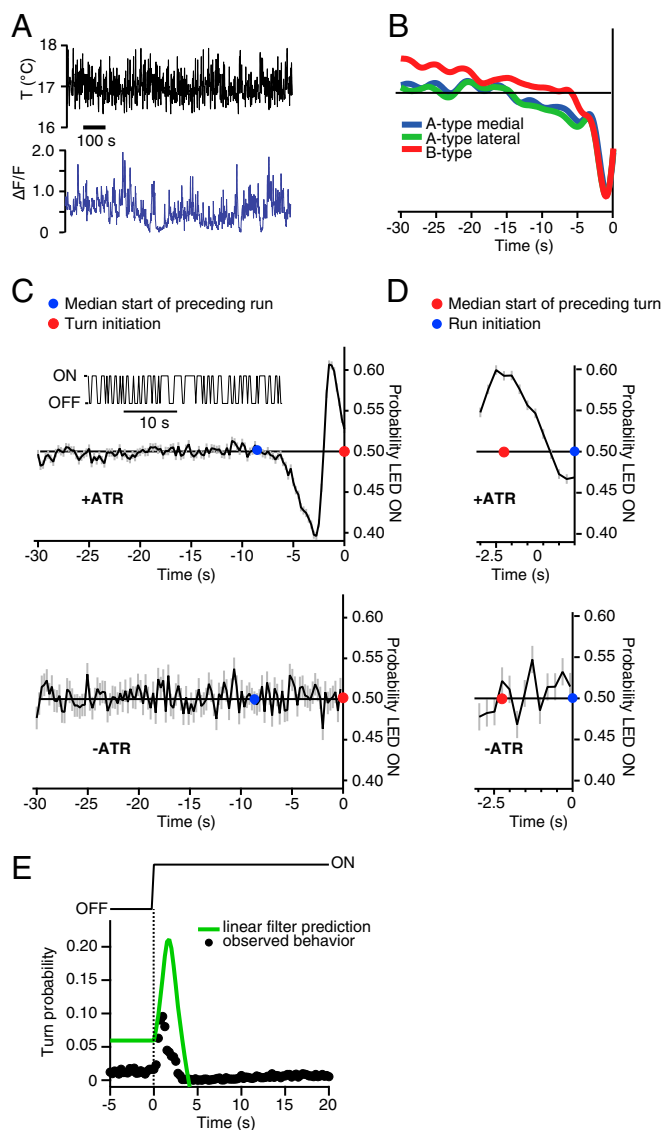 A
T (°C)
18
17
16
100 s
ΔF/F
2.0
1.0
0
B
A-type medial
A-type lateral
B-type
-30 -25 -20 -15 -10 -5 0
Time (s)
C
Median start of preceding run
Turn initiation
ON
OFF
10 s
+ATR
0.60
0.55
0.50
0.45
0.40
Probability LED ON
-30 -25 -20 -15 -10 -5 0
Time (s)
D
Median start of preceding turn
Run initiation
+ATR
0.60
0.55
0.50
0.45
0.40
Probability LED ON
-2.5 0
Time (s)
-ATR
0.60
0.55
0.50
0.45
0.40
Probability LED ON
-30 -25 -20 -15 -10 -5 0
Time (s)
-ATR
0.60
0.55
0.50
0.45
0.40
Probability LED ON
-2.5 0
Time (s)
E
ON
OFF
linear filter prediction
observed behavior
Turn probability
0.20
0.15
0.10
0.05
0
-5 0 5 10 15 20
Time (s)